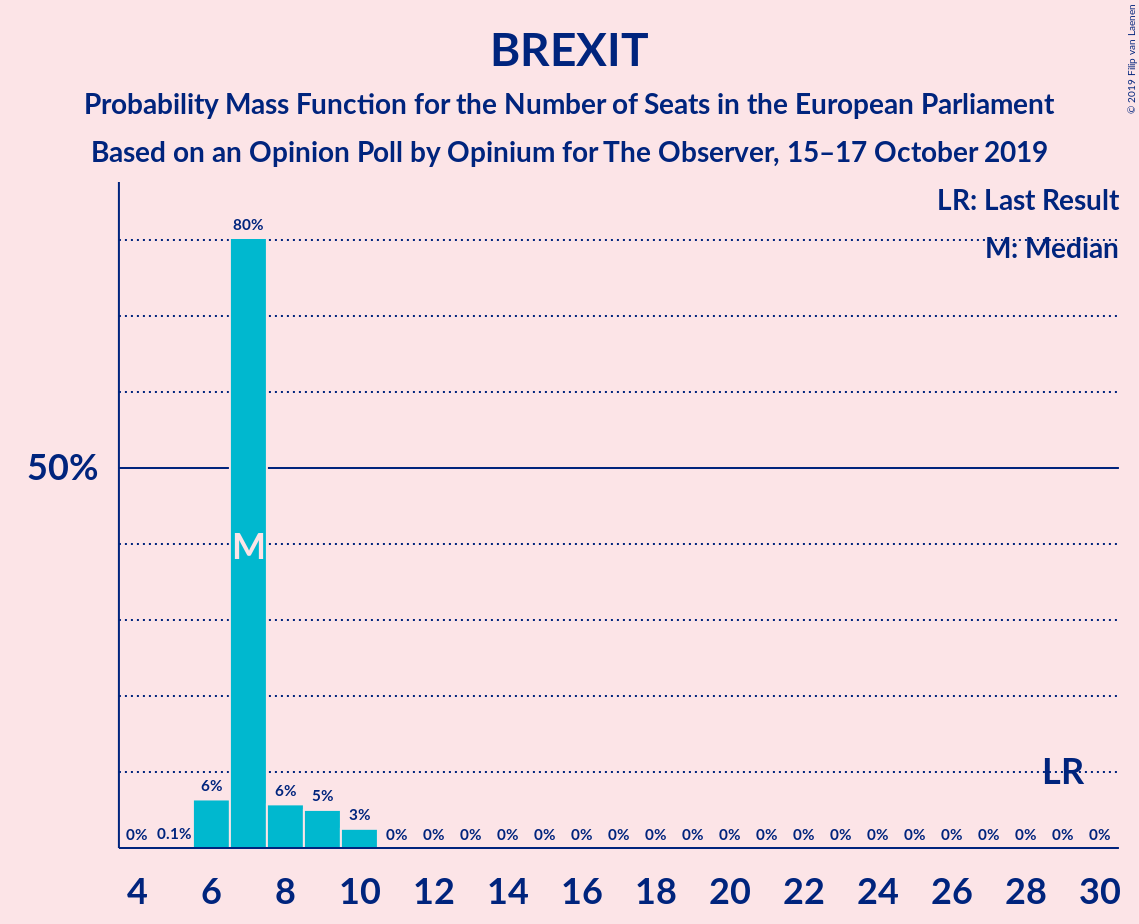 BREXIT
Probability Mass Function for the Number of Seats in the European Parliament
Based on an Opinion Poll by Opinium for The Observer, 15–17 October 2019
© 2019 Filip van Laenen
LR: Last Result
M: Median
80%
50%
M
LR
0% 0.1% 6% 6% 5% 3% 0% 0% 0% 0% 0% 0% 0% 0% 0% 0% 0% 0% 0% 0% 0% 0% 0% 0% 0% 0%
4 6 8 10 12 14 16 18 20 22 24 26 28 30